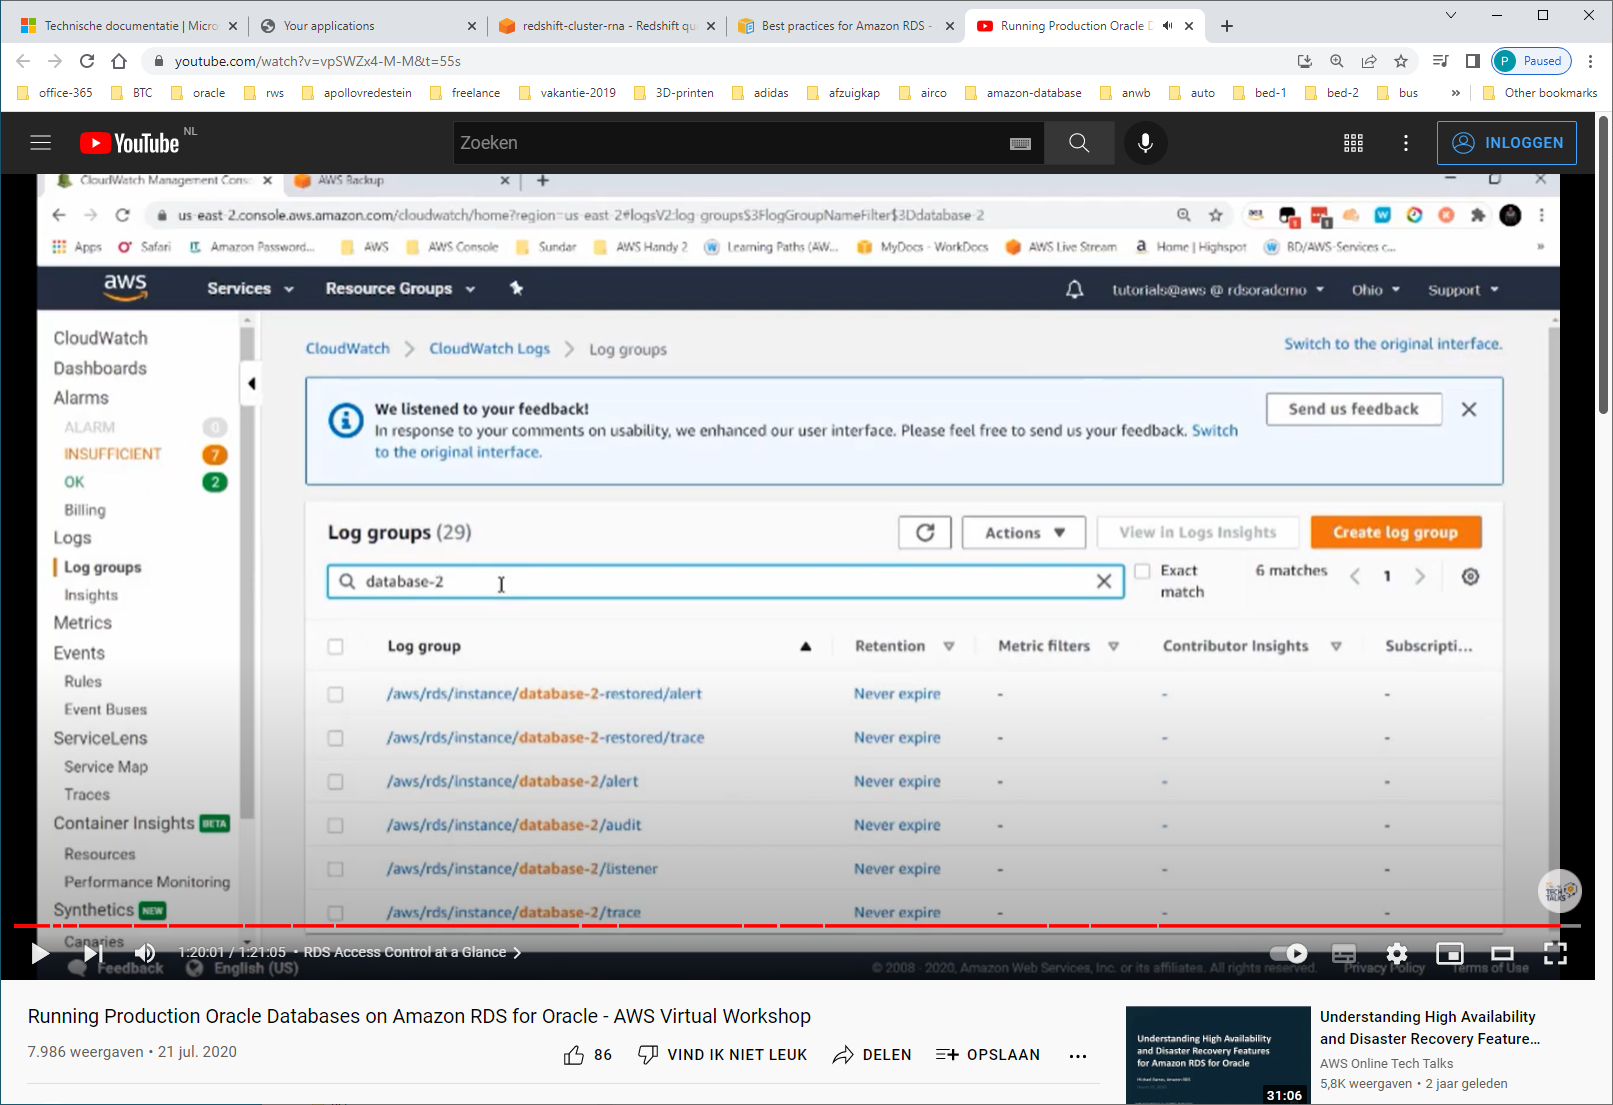 Technische documentatie | Micro
Your applications
redshift-cluster-rna - Redshift qu
Best practices for Amazon RDS -
Running Production Oracle D
youtube.com/watch?v=vpSWZx4-M-M&t=55s
P Paused
office-365 BTC oracle rws apollovredestein freelance vakantie-2019 3D-printen adidas afzuigkap airco amazon-database anwb auto bed-1 bed-2 bus » Other bookmarks
YouTube NL
Zoeken
INLOGGEN
CloudWatch Management Cons
AWS Backup
us-east-2.console.aws.amazon.com/cloudwatch/home?region=us-east-2#logsV2:log-groups$3FlogGroupNameFilter$3Ddatabase-2
Apps Safari Amazon Password... AWS AWS Console Sundar AWS Handy 2 Learning Paths (AW... MyDocs - WorkDocs AWS Live Stream Home | Highspot BD/AWS-Services c... »
aws Services Resource Groups tutorials@aws @ rdsorademo Ohio Support
CloudWatch
Dashboards
Alarms
ALARM 0
INSUFFICIENT 7
OK 2
Billing
Logs
Log groups
Insights
Metrics
Events
Rules
Event Buses
ServiceLens
Service Map
Traces
Container Insights BETA
Resources
Performance Monitoring
Synthetics NEW
Canaries
CloudWatch > CloudWatch Logs > Log groups
Switch to the original interface.
We listened to your feedback!
In response to your comments on usability, we enhanced our user interface. Please feel free to send us your feedback. Switch
to the original interface.
Send us feedback
Log groups (29)
Actions
View in Logs Insights
Create log group
database-2
Exact
match
6 matches
1
Log group Retention Metric filters Contributor Insights Subscripti...
/aws/rds/instance/database-2-restored/alert Never expire - - -
/aws/rds/instance/database-2-restored/trace Never expire - - -
/aws/rds/instance/database-2/alert Never expire - - -
/aws/rds/instance/database-2/audit Never expire - - -
/aws/rds/instance/database-2/listener Never expire - - -
/aws/rds/instance/database-2/trace Never expire - - -
TECH
TALKS
1:20:01 / 1:21:05 • RDS Access Control at a Glance
Feedback English (US)
© 2008 - 2020, Amazon Web Services, Inc. or its affiliates. All rights reserved. Privacy Policy Terms of Use
Running Production Oracle Databases on Amazon RDS for Oracle - AWS Virtual Workshop
7.986 weergaven • 21 jul. 2020
86 VIND IK NIET LEUK DELEN OPSLAAN ...
Understanding High Availability
and Disaster Recovery Features
for Amazon RDS for Oracle
31:06
Understanding High Availability
and Disaster Recovery Feature...
AWS Online Tech Talks
5,8K weergaven • 2 jaar geleden